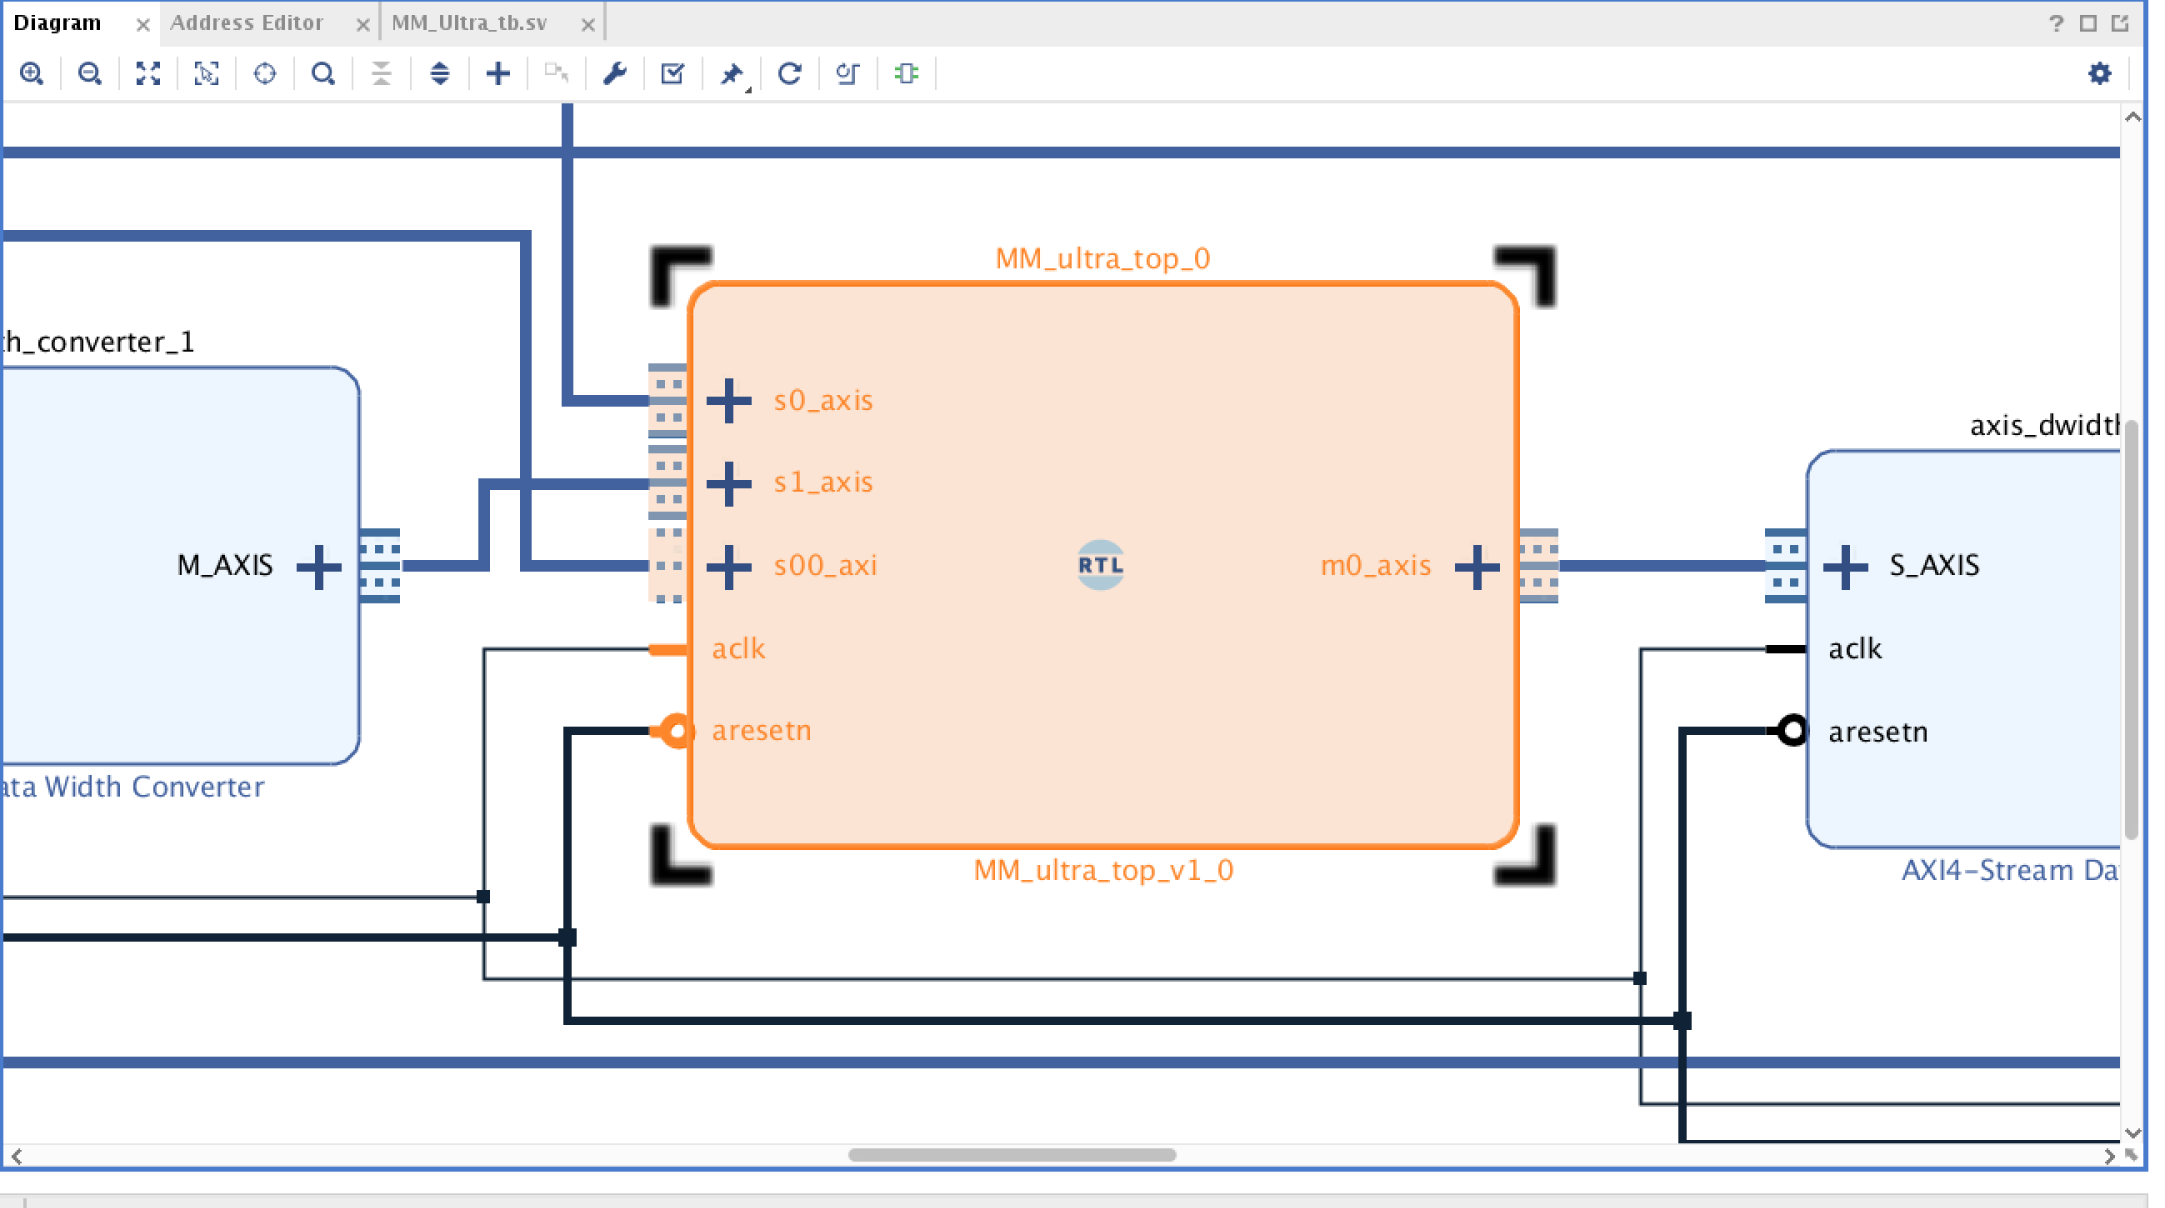 Diagram
Address Editor
MM_Ultra_tb.sv
MM_ultra_top_0
h_converter_1
s0_axis
axis_dwidth
s1_axis
M_AXIS
s00_axi
RTL
m0_axis
S_AXIS
aclk
aclk
aresetn
aresetn
ata Width Converter
MM_ultra_top_v1_0
AXI4-Stream Da